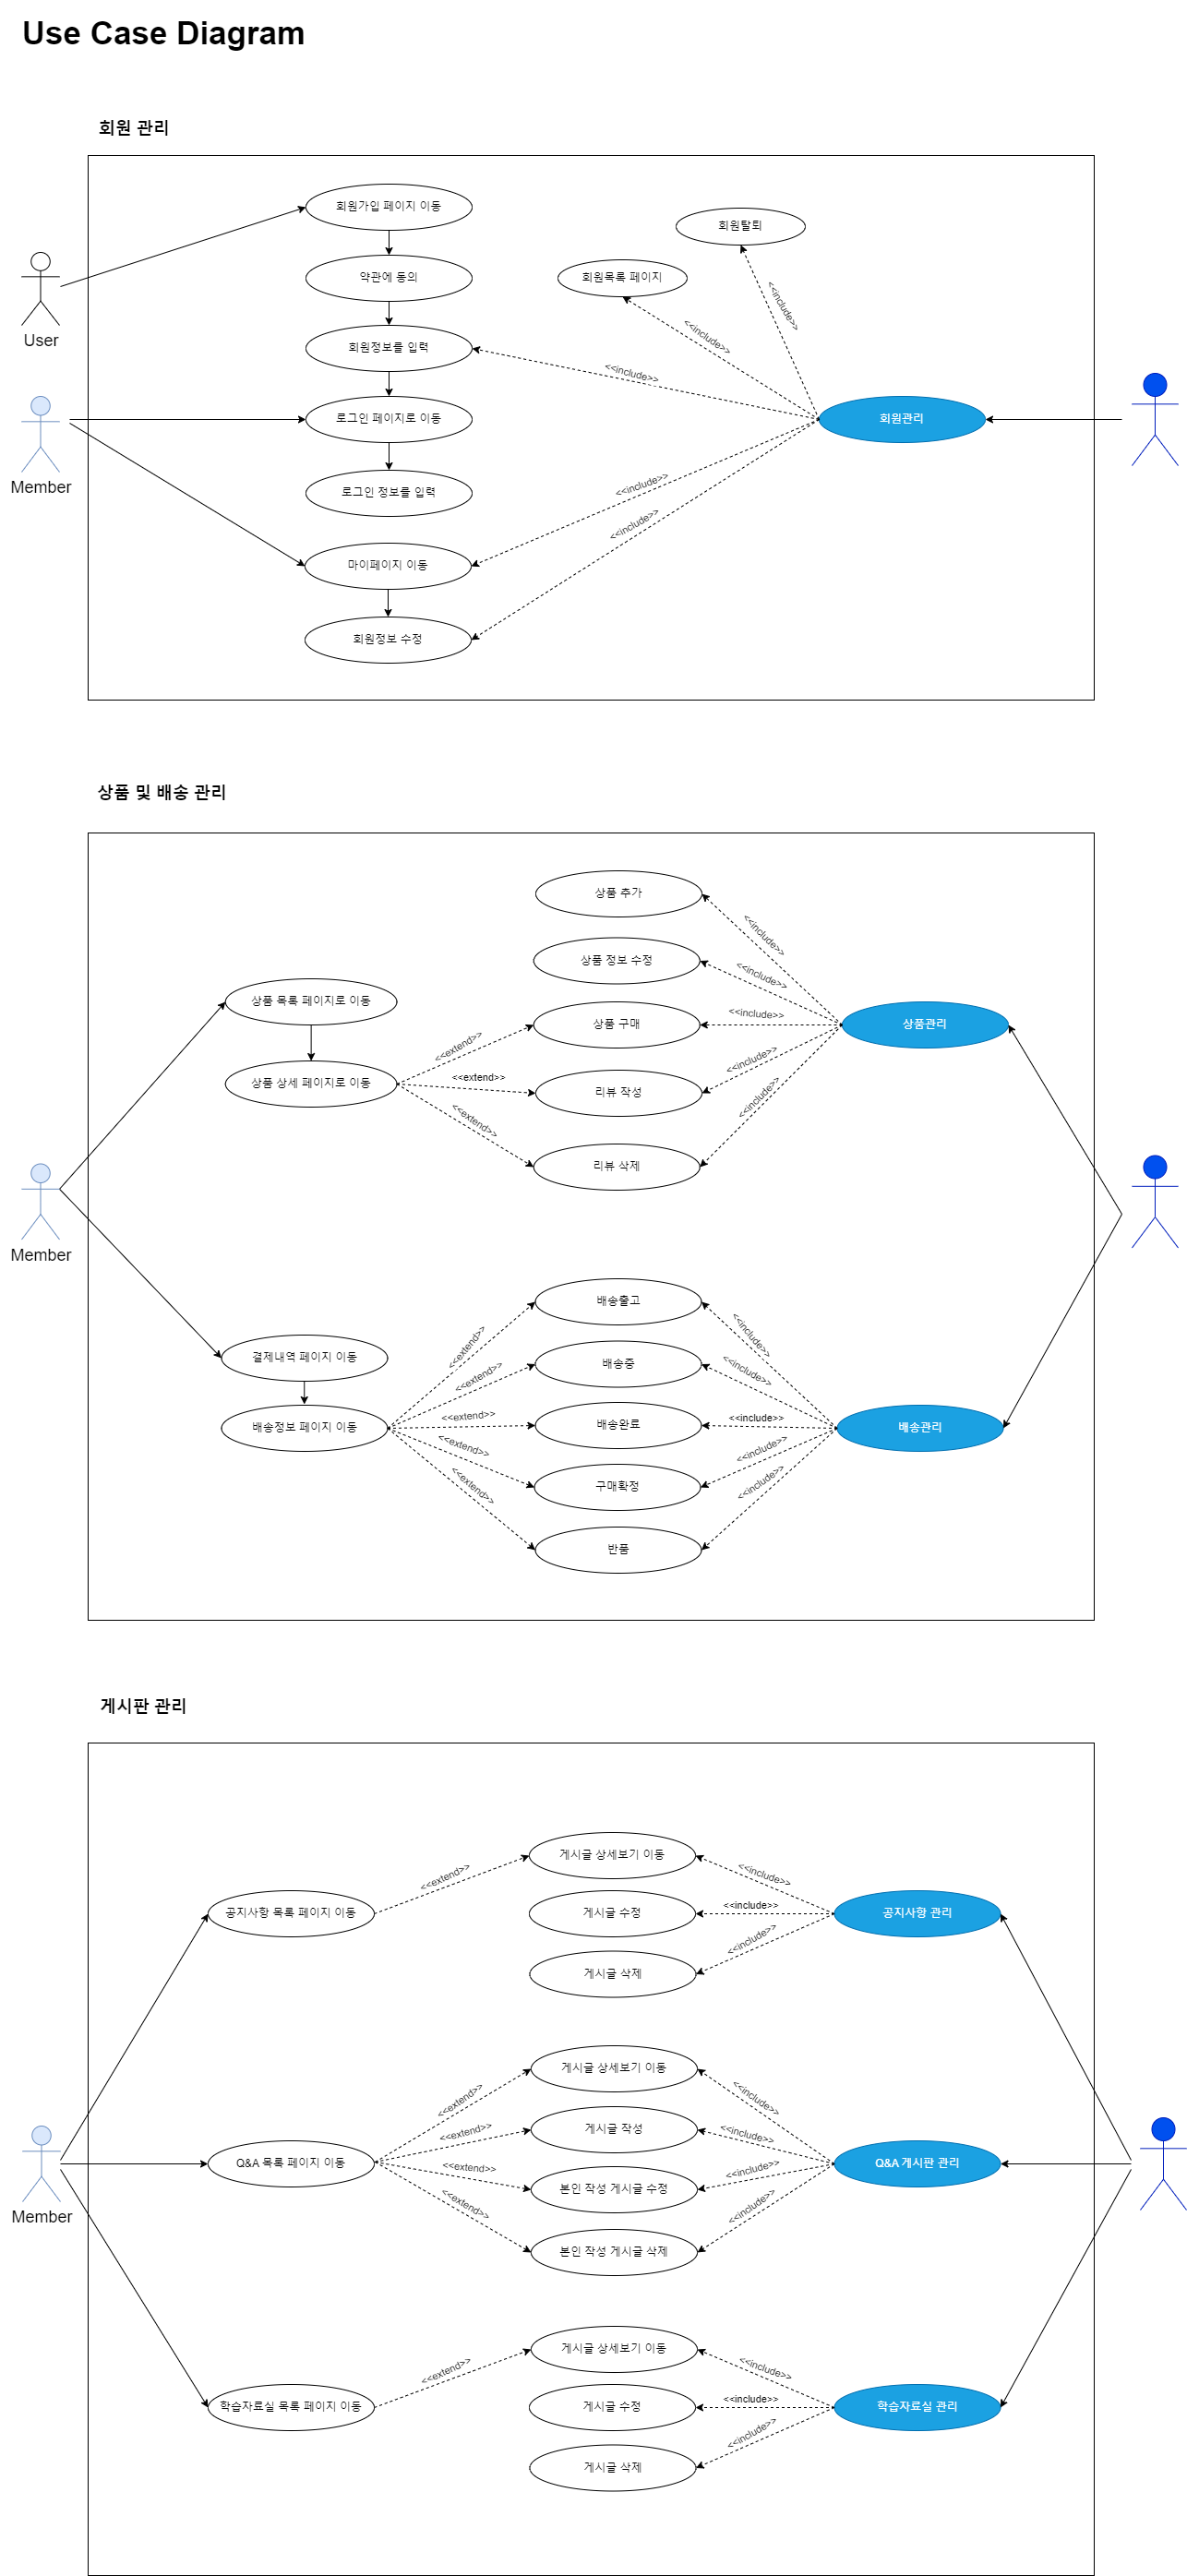 Use Case Diagram
회원 관리
회원가입 페이지 이동
회원탈퇴
약관에 동의
회원목록 페이지
<<include>>
User
회원정보를 입력
<<include>>
<<include>>
Member
로그인 페이지로 이동
회원관리
로그인 정보를 입력
<<include>>
<<include>>
마이페이지 이동
회원정보 수정
상품 및 배송 관리
상품 추가
<<include>>
상품 정보 수정
<<include>>
상품 목록 페이지로 이동
<<extend>>
상품 구매
<<include>>
상품관리
상품 상세 페이지로 이동
<<extend>>
리뷰 작성
<<include>>
<<extend>>
<<include>>
리뷰 삭제
Member
배송출고
<<include>>
<<extend>>
결제내역 페이지 이동
<<extend>>
배송중
<<include>>
배송정보 페이지 이동
<<extend>>
배송완료
<<include>>
배송관리
<<extend>>
<<include>>
구매확정
<<extend>>
<<include>>
반품
게시판 관리
게시글 상세보기 이동
<<extend>>
<<include>>
공지사항 목록 페이지 이동
게시글 수정
<<include>>
공지사항 관리
<<include>>
게시글 삭제
게시글 상세보기 이동
<<extend>>
<<include>>
게시글 작성
<<extend>>
<<include>>
Member
Q&A 목록 페이지 이동
<<extend>>
<<include>>
Q&A 게시판 관리
본인 작성 게시글 수정
<<extend>>
<<include>>
본인 작성 게시글 삭제
게시글 상세보기 이동
<<extend>>
<<include>>
학습자료실 목록 페이지 이동
게시글 수정
<<include>>
학습자료실 관리
<<include>>
게시글 삭제